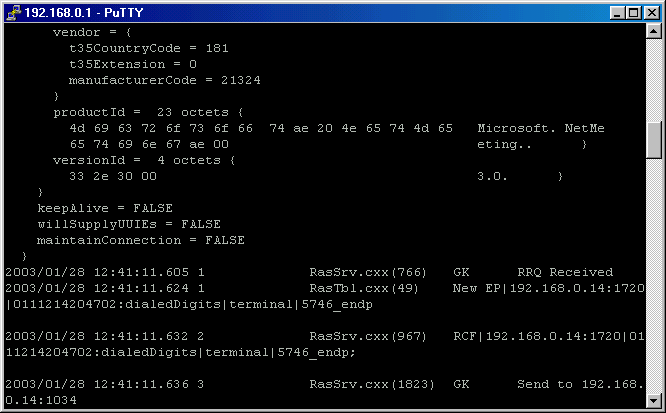 192.168.0.1 - PuTTY
vendor = {
t35CountryCode = 181
t35Extension = 0
manufacturerCode = 21324
}
productId =  23 octets {
4d 69 63 72 6f 73 6f 66  74 ae 20 4e 65 74 4d 65   Microsoft. NetMe
65 74 69 6e 67 ae 00                               eting..      }
versionId =  4 octets {
33 2e 30 00                                        3.0.      }
}
keepAlive = FALSE
willSupplyUUIEs = FALSE
maintainConnection = FALSE
}
2003/01/28 12:41:11.605 1             RasSrv.cxx(766)   GK      RRQ Received
2003/01/28 12:41:11.624 1             RasTbl.cxx(49)    New EP|192.168.0.14:1720
|0111214204702:dialedDigits|terminal|5746_endp
2003/01/28 12:41:11.632 2             RasSrv.cxx(967)   RCF|192.168.0.14:1720|01
11214204702:dialedDigits|terminal|5746_endp;
2003/01/28 12:41:11.636 3             RasSrv.cxx(1823)  GK      Send to 192.168.
0.14:1034